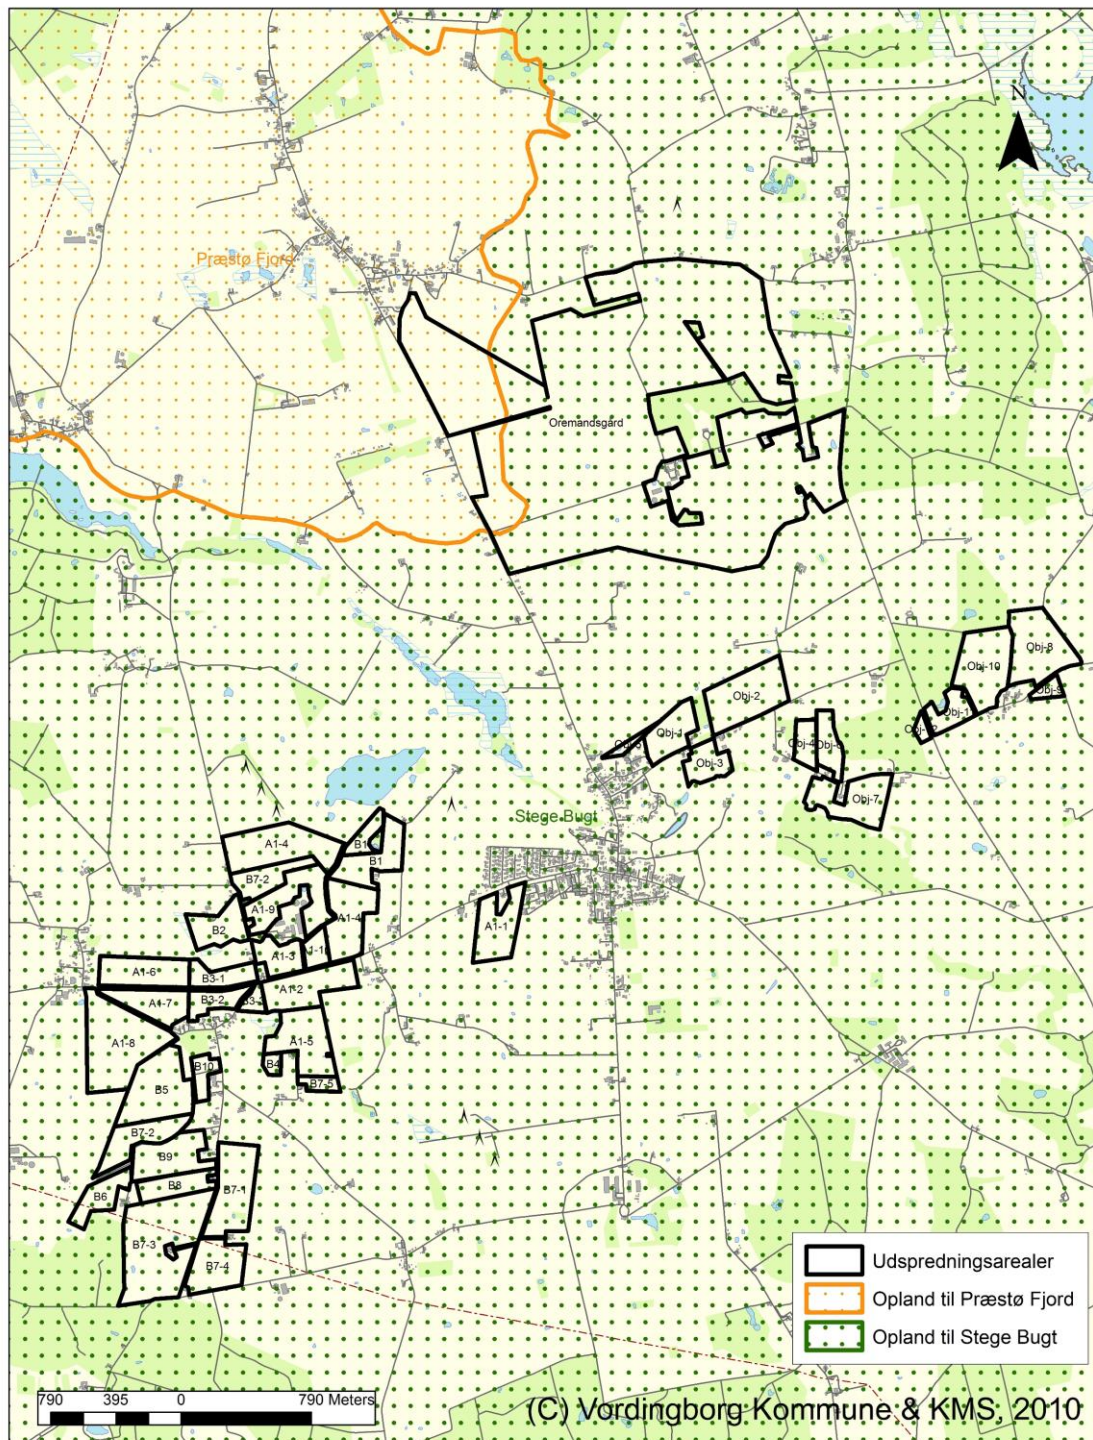 N
Præstø Fjord
Oremandsgård
Obj-8
Obj-10
Obj-9
Obj-2
Obj-1
Obj-3
Obj-7
Stege Bugt
A1-4
B1
B1
B7-2
A1-9
A1-4
B2
A1-1
A1-3
A1-6
B3-1
A1-2
A1-7
B3-2
A1-8
A1-5
B10
B4
B7-5
B5
B7-2
B9
B8
B7-1
B6
B7-3
B7-4
Udspredningsarealer
Opland til Præstø Fjord
Opland til Stege Bugt
790 395 0 790 Meters
(C) Vordingborg Kommune & KMS, 2010